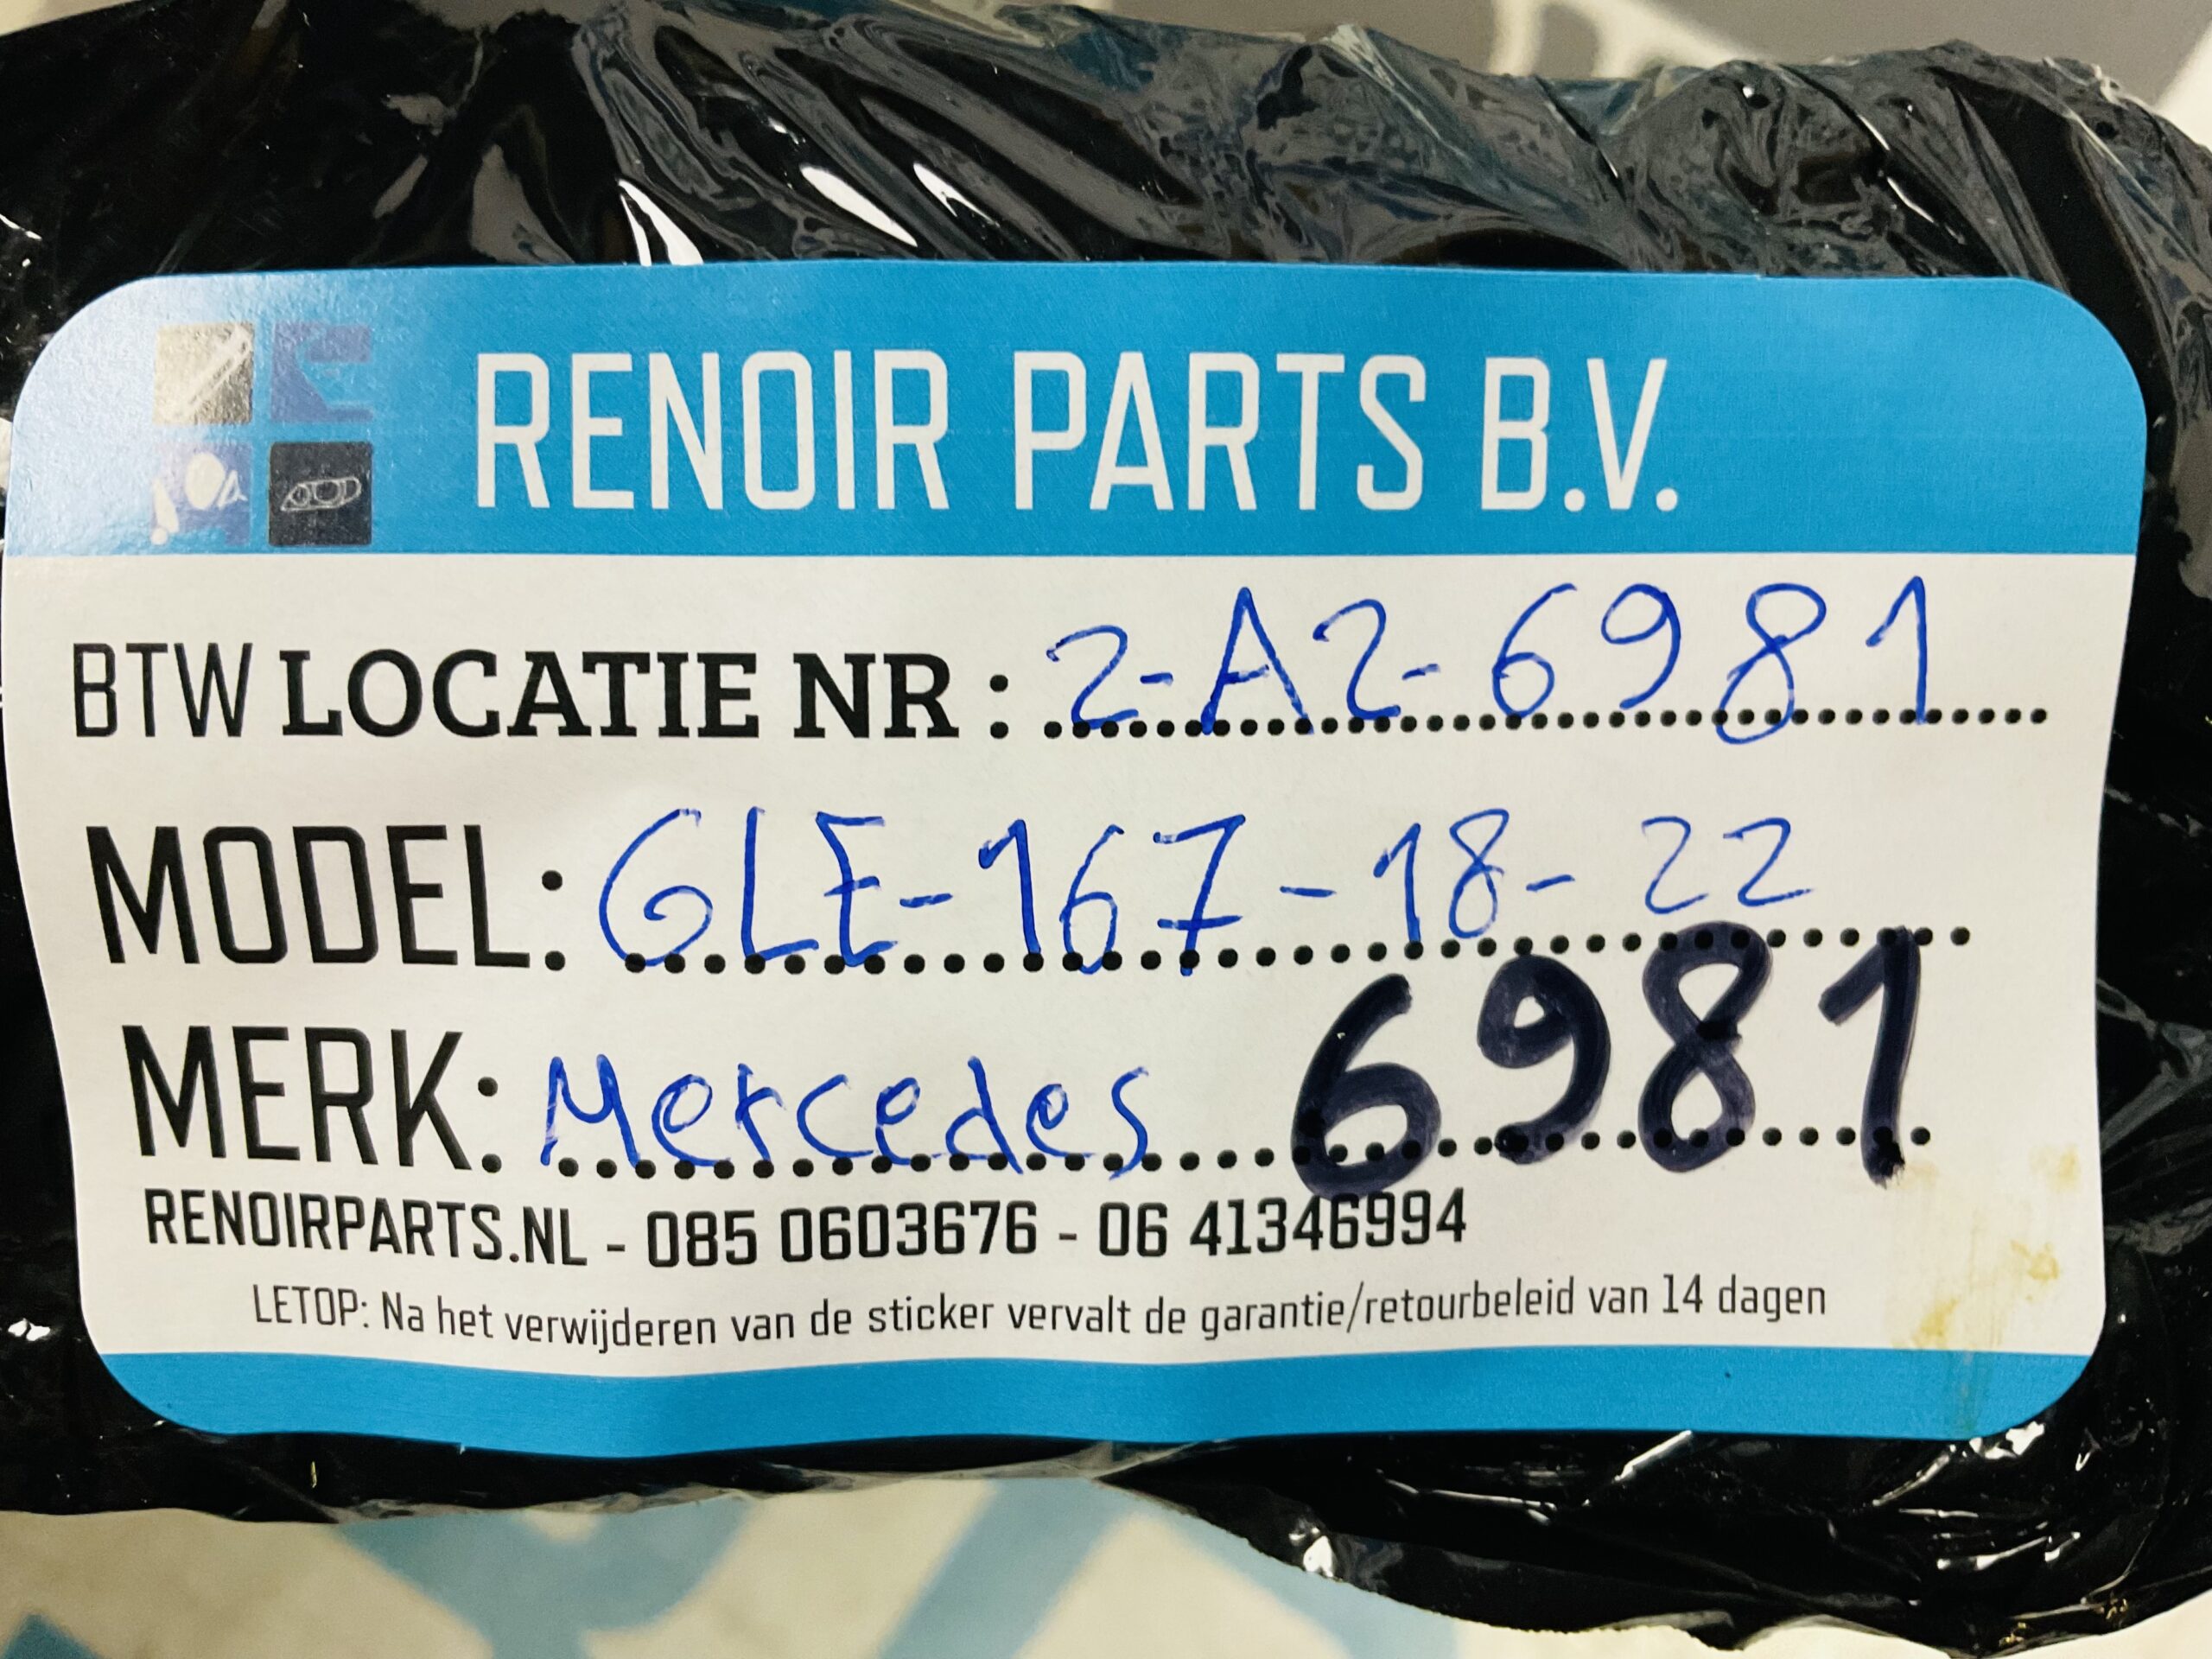 RENOIR PARTS B.V.
BTW LOCATIE NR : 2-A2-6981
MODEL: GLE-167-18-22
MERK: Mercedes 6981
RENOIRPARTS.NL - 085 0603676 - 06 41346994
LETOP: Na het verwijderen van de sticker vervalt de garantie/retourbeleid van 14 dagen